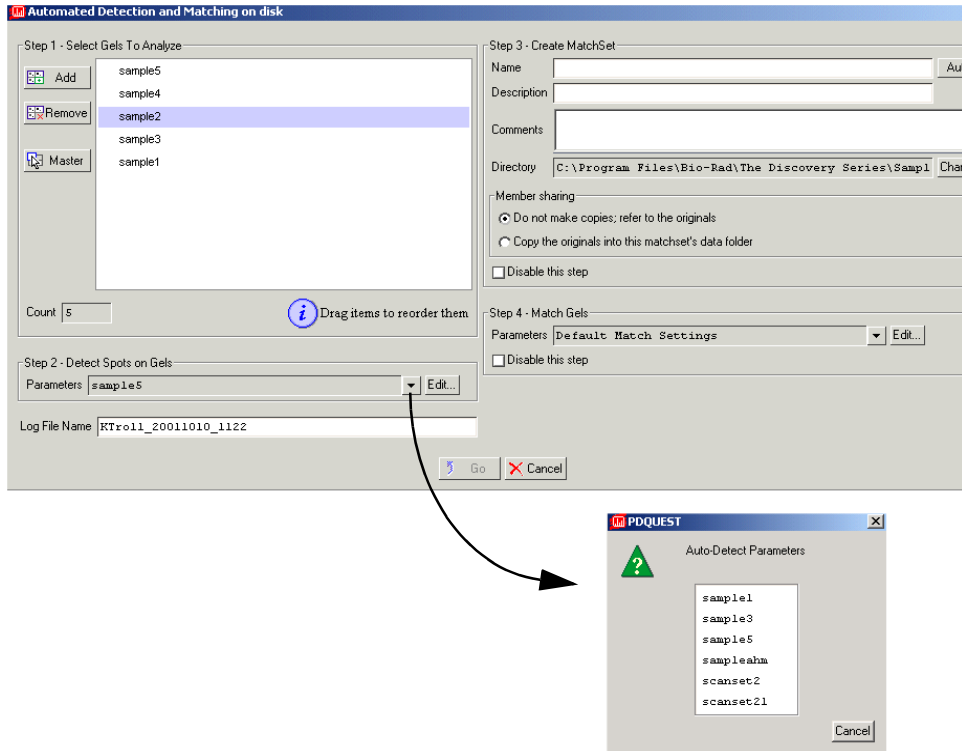 Automated Detection and Matching on disk
Step 1 - Select Gels To Analyze
Add
Remove
Master
sample5
sample4
sample2
sample3
sample1
Count 5
i Drag items to reorder them
Step 2 - Detect Spots on Gels
Parameters sample5 Edit...
Log File Name KTroll_20011010_1122
Step 3 - Create MatchSet
Name Au
Description
Comments
Directory C:\Program Files\Bio-Rad\The Discovery Series\Sampl Char
Member sharing
Do not make copies; refer to the originals
Copy the originals into this matchset's data folder
Disable this step
Step 4 - Match Gels
Parameters Default Match Settings Edit...
Disable this step
Go Cancel
PDQUEST
? Auto-Detect Parameters
sample1
sample3
sample5
sampleahm
scanset2
scanset21
Cancel